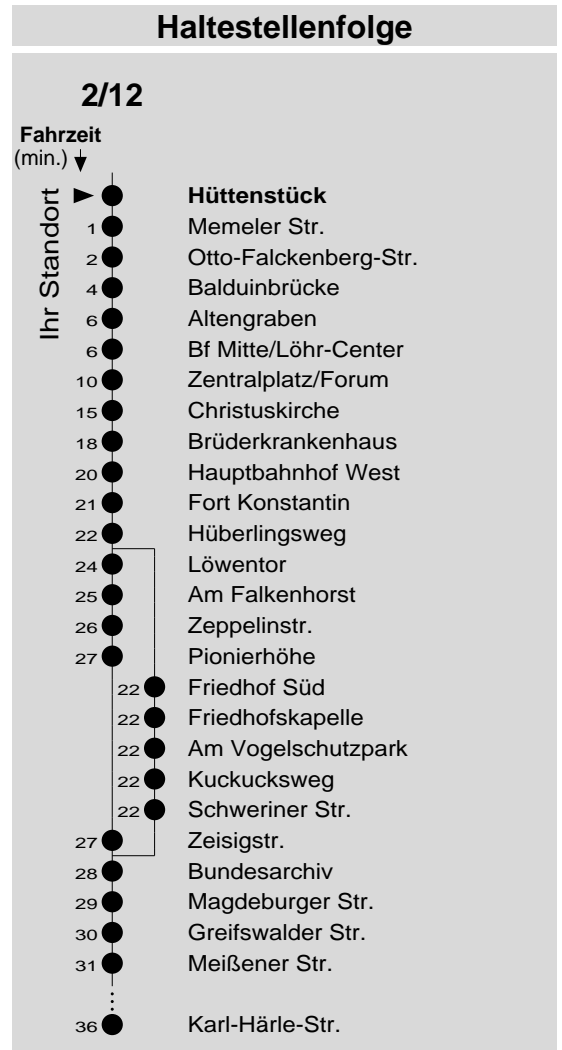 Haltestellenfolge
2/12
Fahrzeit
(min.)
Ihr Standort
Hüttenstück
1 Memeler Str.
2 Otto-Falckenberg-Str.
4 Balduinbrücke
6 Altengraben
6 Bf Mitte/Löhr-Center
10 Zentralplatz/Forum
15 Christuskirche
18 Brüderkrankenhaus
20 Hauptbahnhof West
21 Fort Konstantin
22 Hüberlingsweg
24 Löwentor
25 Am Falkenhorst
26 Zeppelinstr.
27 Pionierhöhe
22 Friedhof Süd
22 Friedhofskapelle
22 Am Vogelschutzpark
22 Kuckucksweg
22 Schweriner Str.
27 Zeisigstr.
28 Bundesarchiv
29 Magdeburger Str.
30 Greifswalder Str.
31 Meißener Str.
36 Karl-Härle-Str.